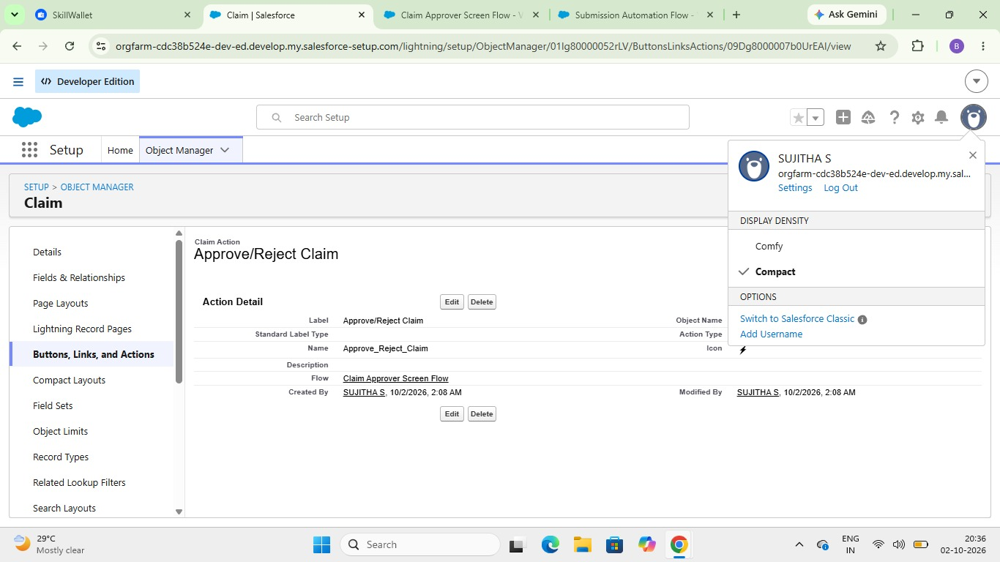 SkillWallet
Claim | Salesforce
Claim Approver Screen Flow - V
Submission Automation Flow -
Ask Gemini
orgfarm-cdc38b524e-dev-ed.develop.my.salesforce-setup.com/lightning/setup/ObjectManager/01Ig80000052rLV/ButtonsLinksActions/09Dg8000007b0UrEAI/view
B
Developer Edition
Search Setup
Setup
Home
Object Manager
SETUP > OBJECT MANAGER
Claim
Details
Fields & Relationships
Page Layouts
Lightning Record Pages
Buttons, Links, and Actions
Compact Layouts
Field Sets
Object Limits
Record Types
Related Lookup Filters
Search Layouts
Claim Action
Approve/Reject Claim
Action Detail Edit Delete
Label Approve/Reject Claim Object Name
Standard Label Type Action Type
Name Approve_Reject_Claim Icon
Description
Flow Claim Approver Screen Flow
Created By SUJITHA S, 10/2/2026, 2:08 AM Modified By SUJITHA S, 10/2/2026, 2:08 AM
Edit Delete
SUJITHA S
orgfarm-cdc38b524e-dev-ed.develop.my.sal...
Settings Log Out
DISPLAY DENSITY
Comfy
Compact
OPTIONS
Switch to Salesforce Classic
Add Username
29°C
Mostly clear
Search
ENG
IN
20:36
02-10-2026